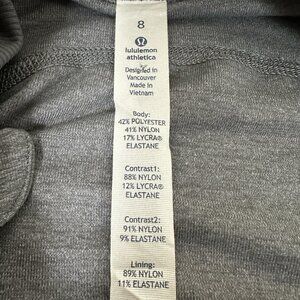 8
lululemon
athletica
Designed in
Vancouver
Made in
Vietnam
Body:
42% POLYESTER
41% NYLON
17% LYCRA®
ELASTANE
Contrast1:
88% NYLON
12% LYCRA®
ELASTANE
Contrast2:
91% NYLON
9% ELASTANE
Lining:
89% NYLON
11% ELASTANE